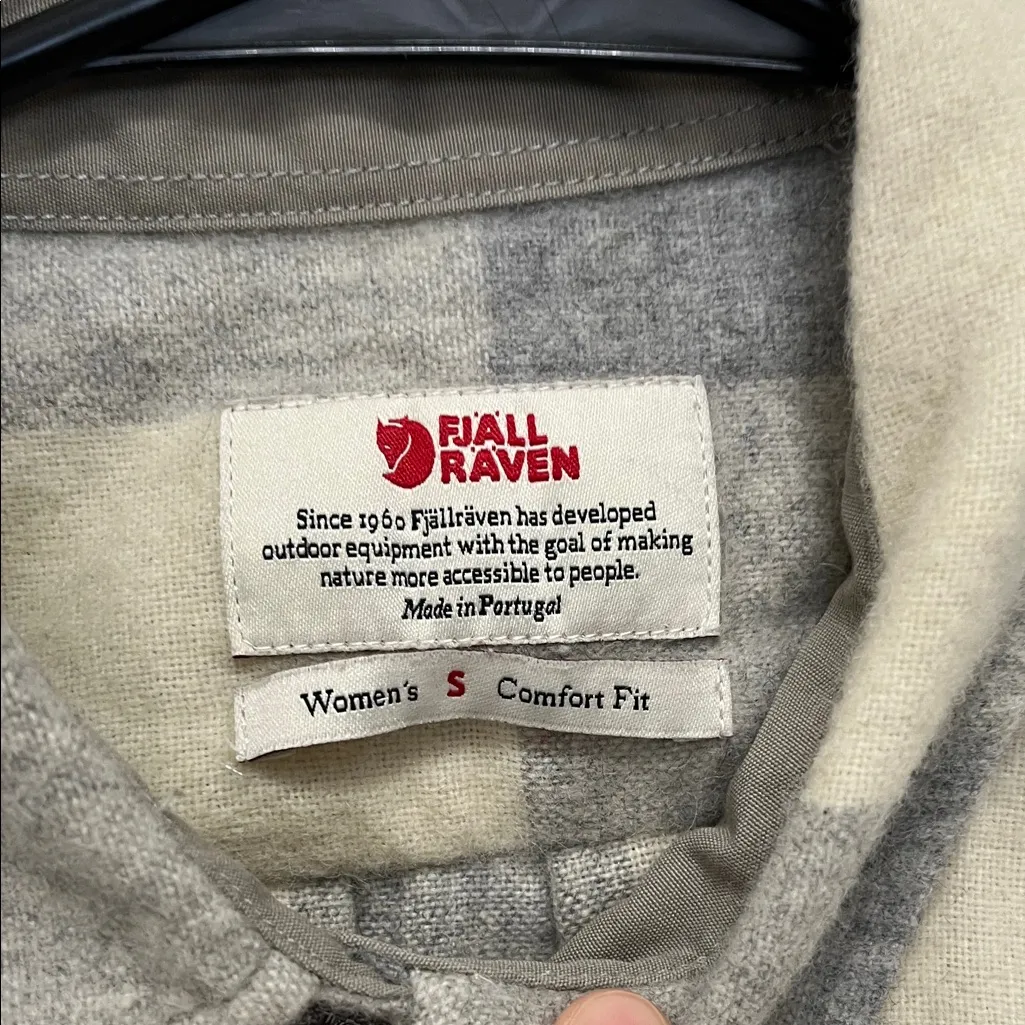 FJÄLL
RÄVEN
Since 1960 Fjällräven has developed
outdoor equipment with the goal of making
nature more accessible to people.
Made in Portugal
Women's S Comfort Fit